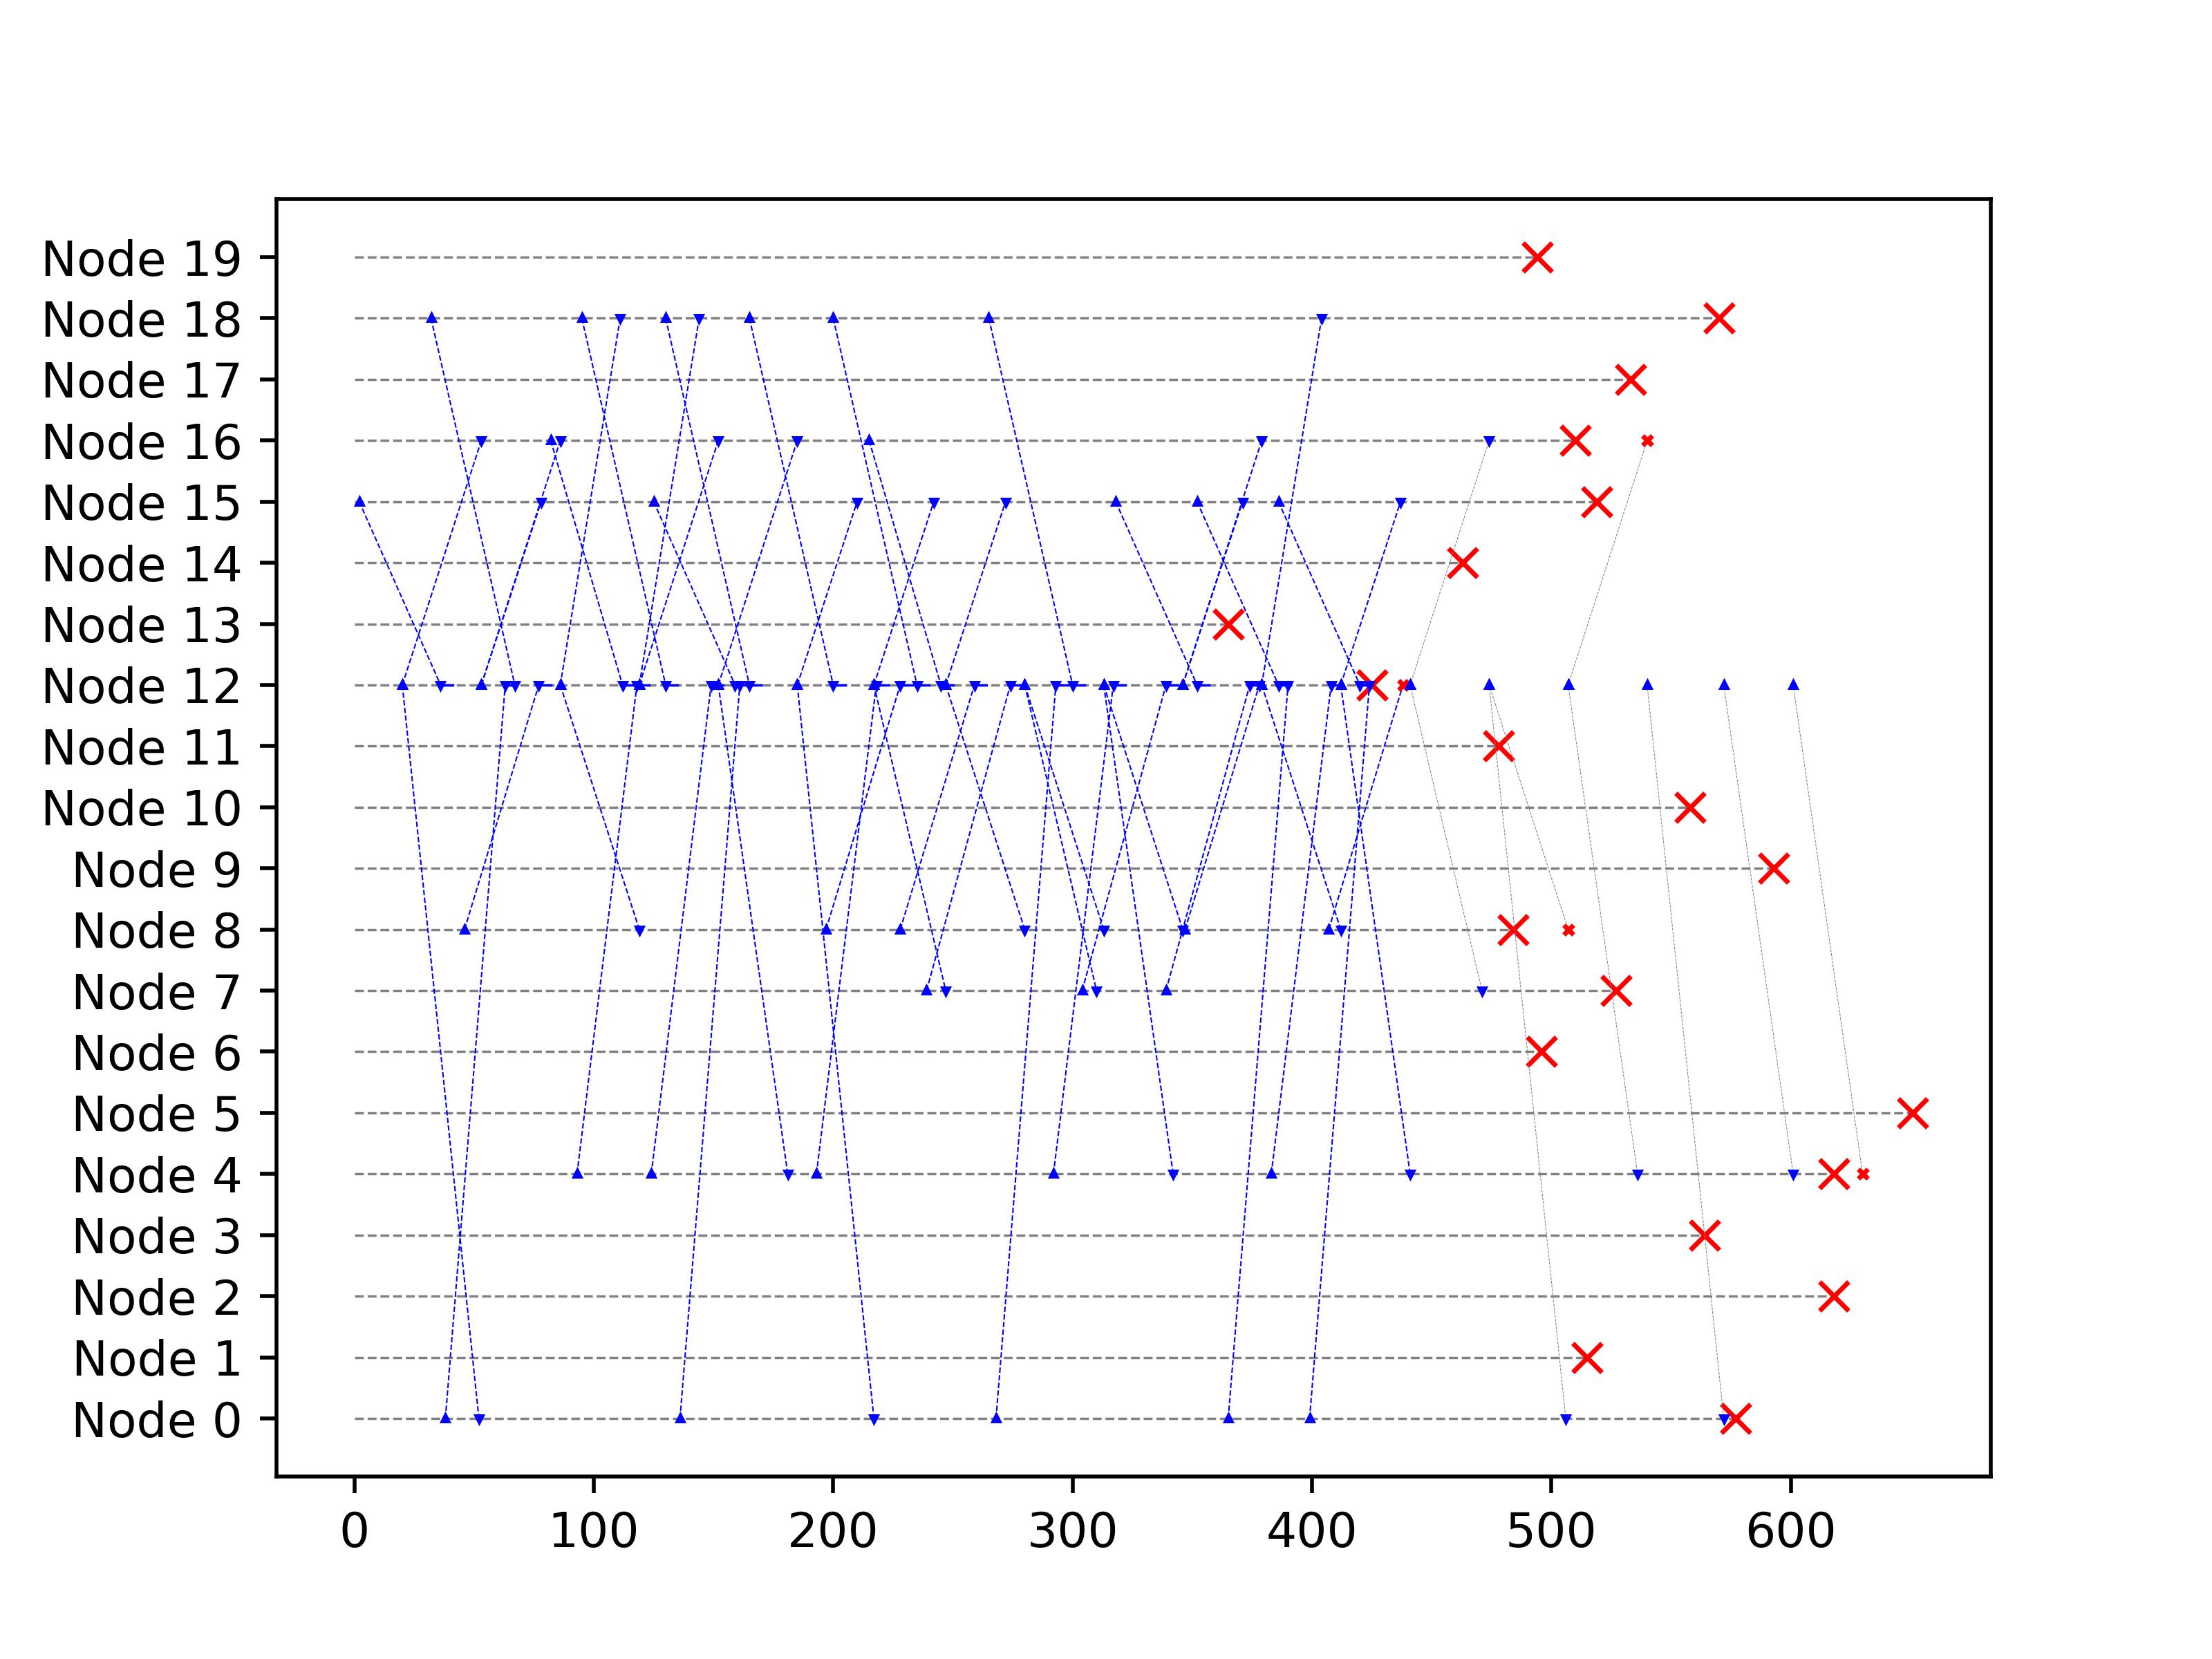 Node 19
Node 18
Node 17
Node 16
Node 15
Node 14
Node 13
Node 12
Node 11
Node 10
Node 9
Node 8
Node 7
Node 6
Node 5
Node 4
Node 3
Node 2
Node 1
Node 0
0 100 200 300 400 500 600